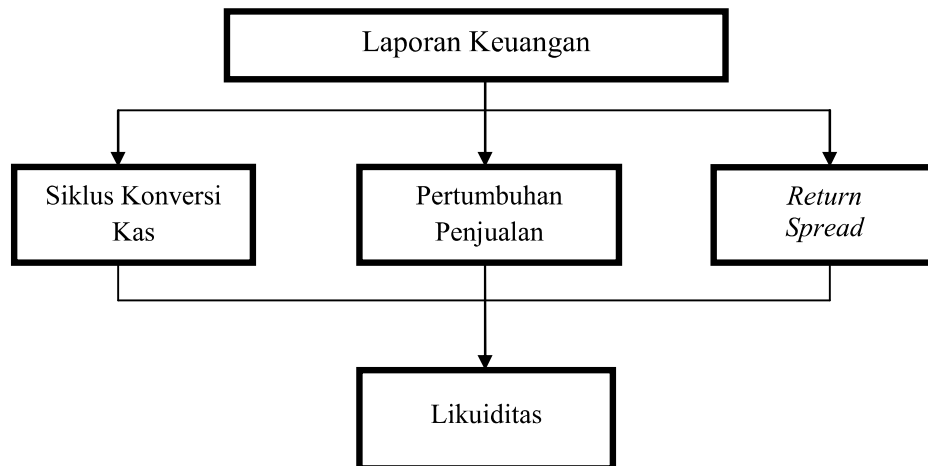 Laporan Keuangan
Siklus Konversi
Kas
Pertumbuhan
Penjualan
Return
Spread
Likuiditas